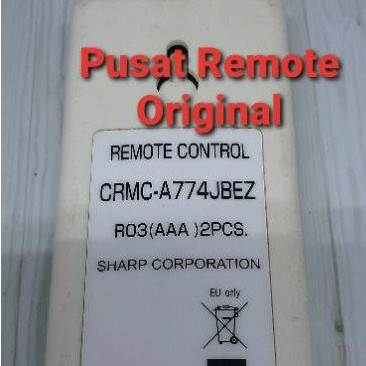 Pusat Remote
Original
REMOTE CONTROL
CRMC-A774JBEZ
R03(AAA )2PCS.
SHARP CORPORATION
EU only